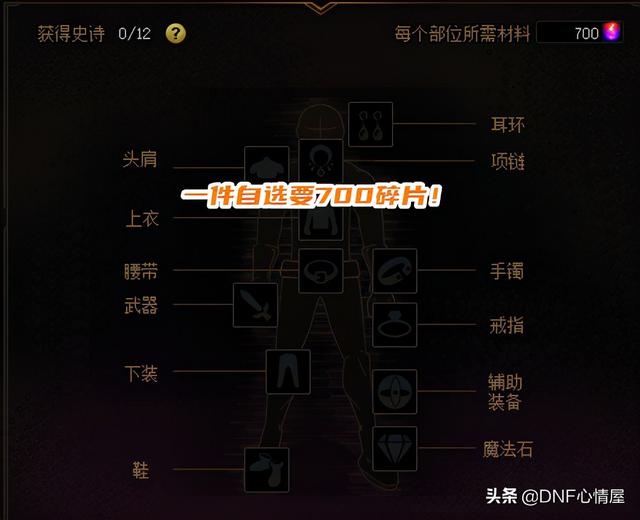 获得史诗 0/12 ?
每个部位所需材料 700
耳环
头肩
项链
一件自选要700碎片!
上衣
腰带
手镯
武器
戒指
下装
辅助
装备
鞋
魔法石
头条 @DNF心情屋